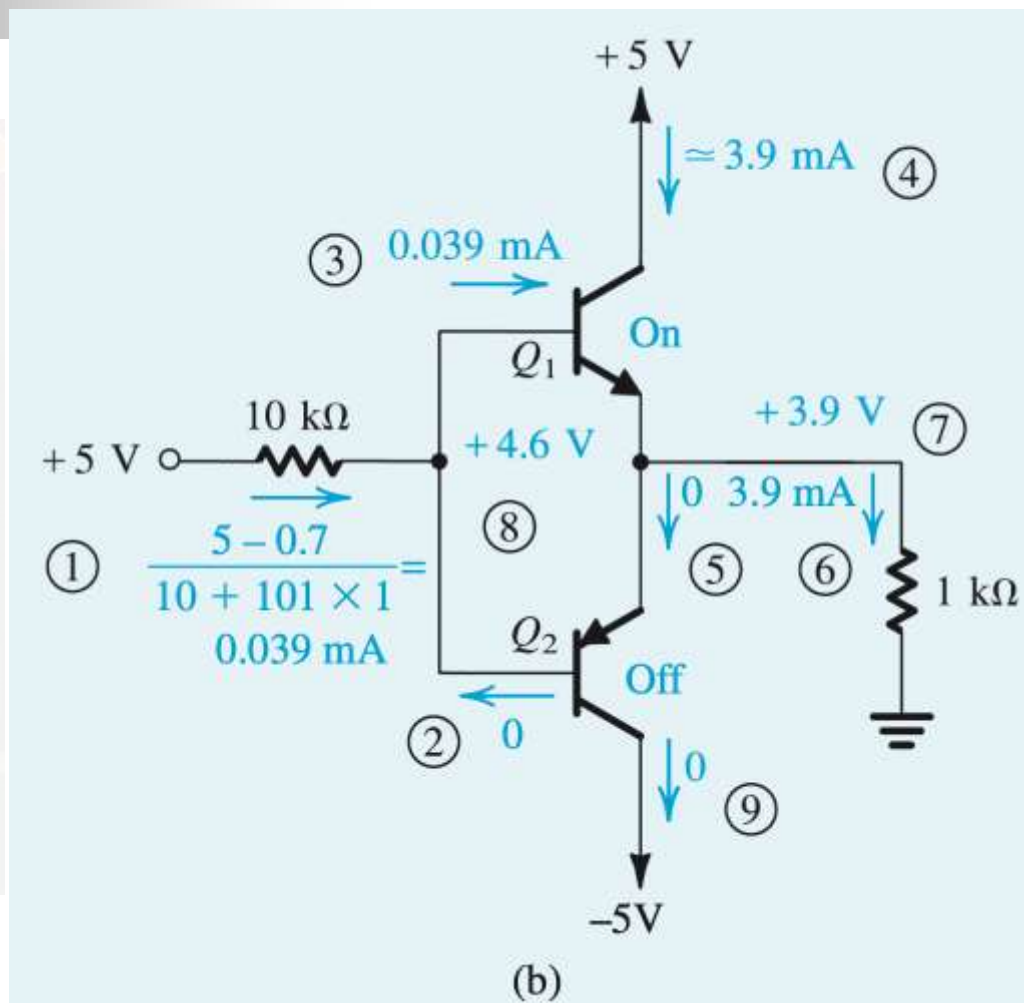 +5 V
≃ 3.9 mA ④
③ 0.039 mA
On
Q₁
10 kΩ
+3.9 V ⑦
+5 V
+4.6 V
0 3.9 mA
⑧
① 5 – 0.7
10 + 101 × 1 =
0.039 mA
⑤ ⑥ 1 kΩ
Q₂
Off
② 0
0
⑨
–5V
(b)